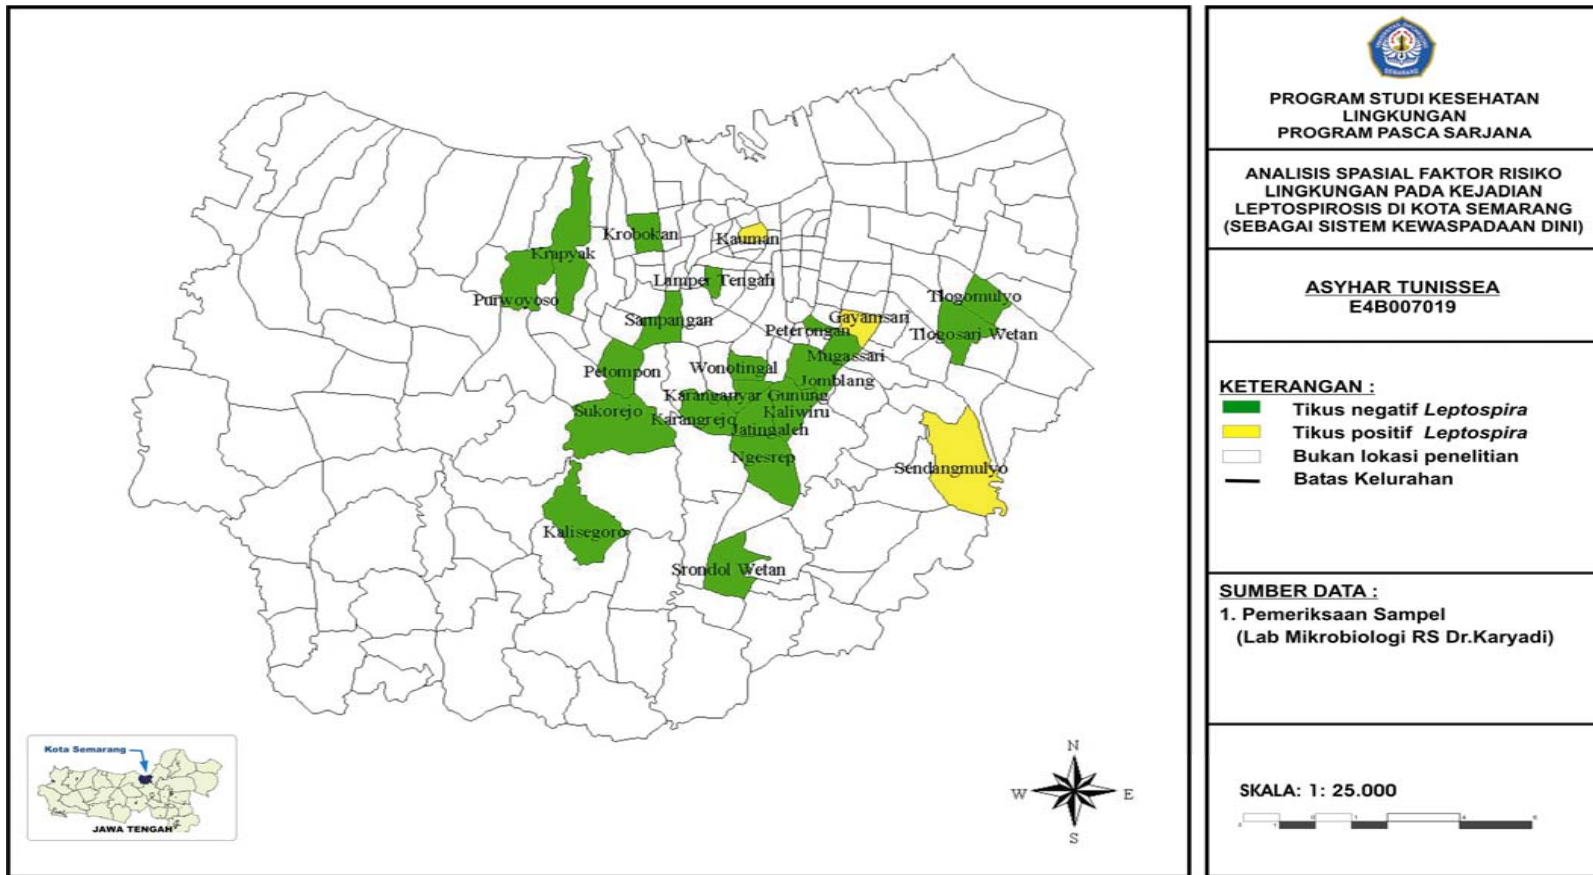 Krobokan
Kauman
Krapyak
Lamper Tengah
Purwoyoso
Tlogomulyo
Sampangan
Gayamsari
Peterongan
Tlogosari Wetan
Mugassari
Wonotingal
Petompon
Jomblang
Karanganyar Gunung
Sukorejo
Kaliwiru
Karangrejo
Jatingaleh
Ngesrep
Sendangmulyo
Kalisegoro
Srondol Wetan
Kota Semarang
JAWA TENGAH
N
W
E
S
PROGRAM STUDI KESEHATAN
LINGKUNGAN
PROGRAM PASCA SARJANA
ANALISIS SPASIAL FAKTOR RISIKO
LINGKUNGAN PADA KEJADIAN
LEPTOSPIROSIS DI KOTA SEMARANG
(SEBAGAI SISTEM KEWASPADAAN DINI)
ASYHAR TUNISSEA
E4B007019
KETERANGAN :
Tikus negatif Leptospira
Tikus positif Leptospira
Bukan lokasi penelitian
Batas Kelurahan
SUMBER DATA :
1. Pemeriksaan Sampel
(Lab Mikrobiologi RS Dr.Karyadi)
SKALA: 1: 25.000